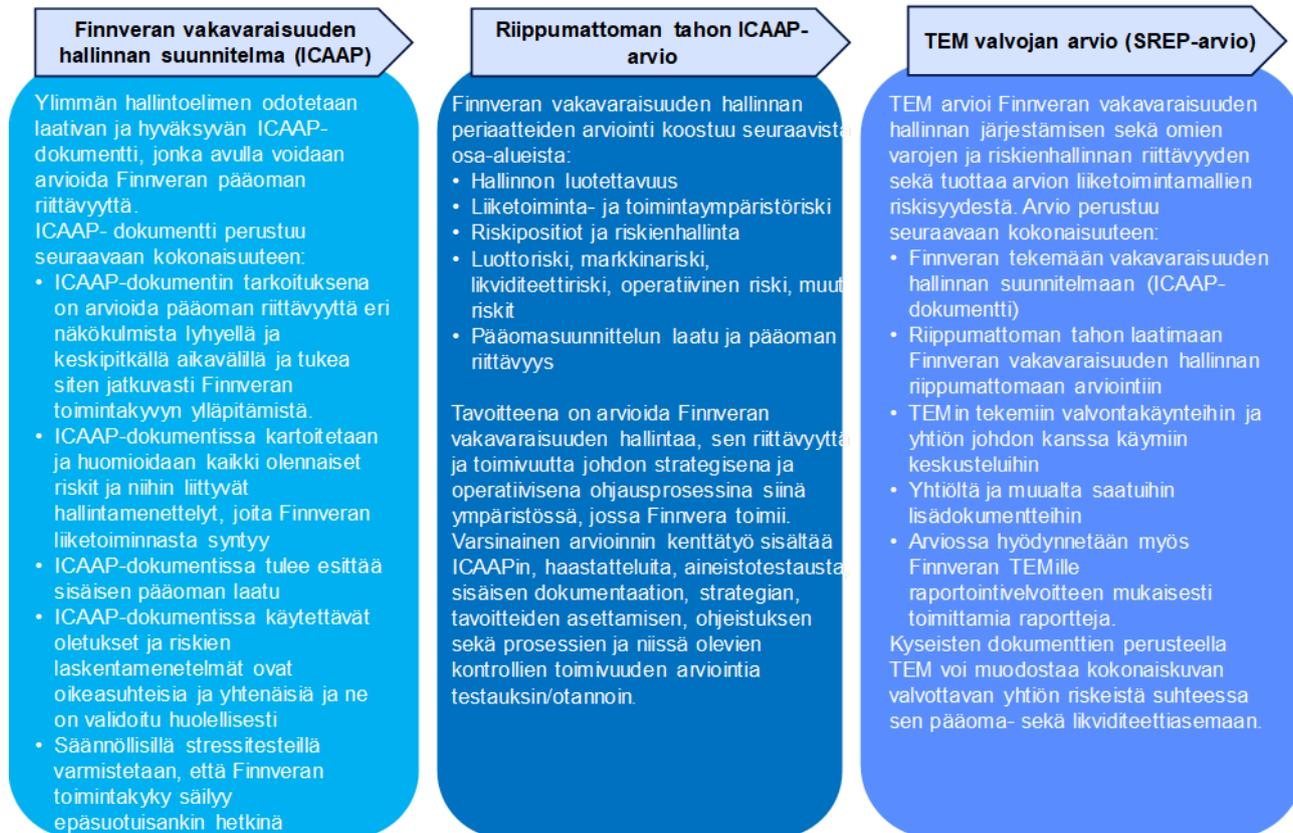 Finnveran vakavaraisuuden
hallinnan suunnitelma (ICAAP)
Ylimmän hallintoelimen odotetaan
laativan ja hyväksyvän ICAAP-
dokumentti, jonka avulla voidaan
arvioida Finnveran pääoman
riittävyyttä.
ICAAP- dokumentti perustuu
seuraavaan kokonaisuuteen:
• ICAAP-dokumentin tarkoituksena
on arvioida pääoman riittävyyttä eri
näkökulmista lyhyellä ja
keskipitkällä aikavälillä ja tukea
siten jatkuvasti Finnveran
toimintakyvyn ylläpitämistä.
• ICAAP-dokumentissa kartoitetaan
ja huomioidaan kaikki olennaiset
riskit ja niihin liittyvät
hallintamenettelyt, joita Finnveran
liiketoiminnasta syntyy
• ICAAP-dokumentissa tulee esittää
sisäisen pääoman laatu
• ICAAP-dokumentissa käytettävät
oletukset ja riskien
laskentamenetelmät ovat
oikeasuhteisia ja yhtenäisiä ja ne
on validoitu huolellisesti
• Säännöllisillä stressitesteillä
varmistetaan, että Finnveran
toimintakyky säilyy
epäsuotuisankin hetkinä
Riippumattoman tahon ICAAP-
arvio
Finnveran vakavaraisuuden hallinnan
periaatteiden arviointi koostuu seuraavista
osa-alueista:
• Hallinnon luotettavuus
• Liiketoiminta- ja toimintaympäristöriski
• Riskipositiot ja riskienhallinta
• Luottoriski, markkinariski,
likviditeettiriski, operatiivinen riski, muut
riskit
• Pääomasuunnittelun laatu ja pääoman
riittävyys
Tavoitteena on arvioida Finnveran
vakavaraisuuden hallintaa, sen riittävyyttä
ja toimivuutta johdon strategisena ja
operatiivisena ohjausprosessina siinä
ympäristössä, jossa Finnvera toimii.
Varsinainen arvioinnin kenttätyö sisältää
ICAAPin, haastatteluita, aineistotestausta,
sisäisen dokumentaation, strategian,
tavoitteiden asettamisen, ohjeistuksen
sekä prosessien ja niissä olevien
kontrollien toimivuuden arviointia
testauksin/otannoin.
TEM valvojan arvio (SREP-arvio)
TEM arvioi Finnveran vakavaraisuuden
hallinnan järjestämisen sekä omien
varojen ja riskienhallinnan riittävyyden
sekä tuottaa arvion liiketoimintamallien
riskisyydestä. Arvio perustuu
seuraavaan kokonaisuuteen:
• Finnveran tekemään vakavaraisuuden
hallinnan suunnitelmaan (ICAAP-
dokumentti)
• Riippumattoman tahon laatimaan
Finnveran vakavaraisuuden hallinnan
riippumattomaan arviointiin
• TEMin tekemiin valvontakäynteihin ja
yhtiön johdon kanssa käymiin
keskusteluihin
• Yhtiöltä ja muualta saatuihin
lisädokumentteihin
• Arviossa hyödynnetään myös
Finnveran TEMille
raportointivelvoitteen mukaisesti
toimittamia raportteja.
Kyseisten dokumenttien perusteella
TEM voi muodostaa kokonaiskuvan
valvottavan yhtiön riskeistä suhteessa
sen pääoma- sekä likviditeettiasemaan.